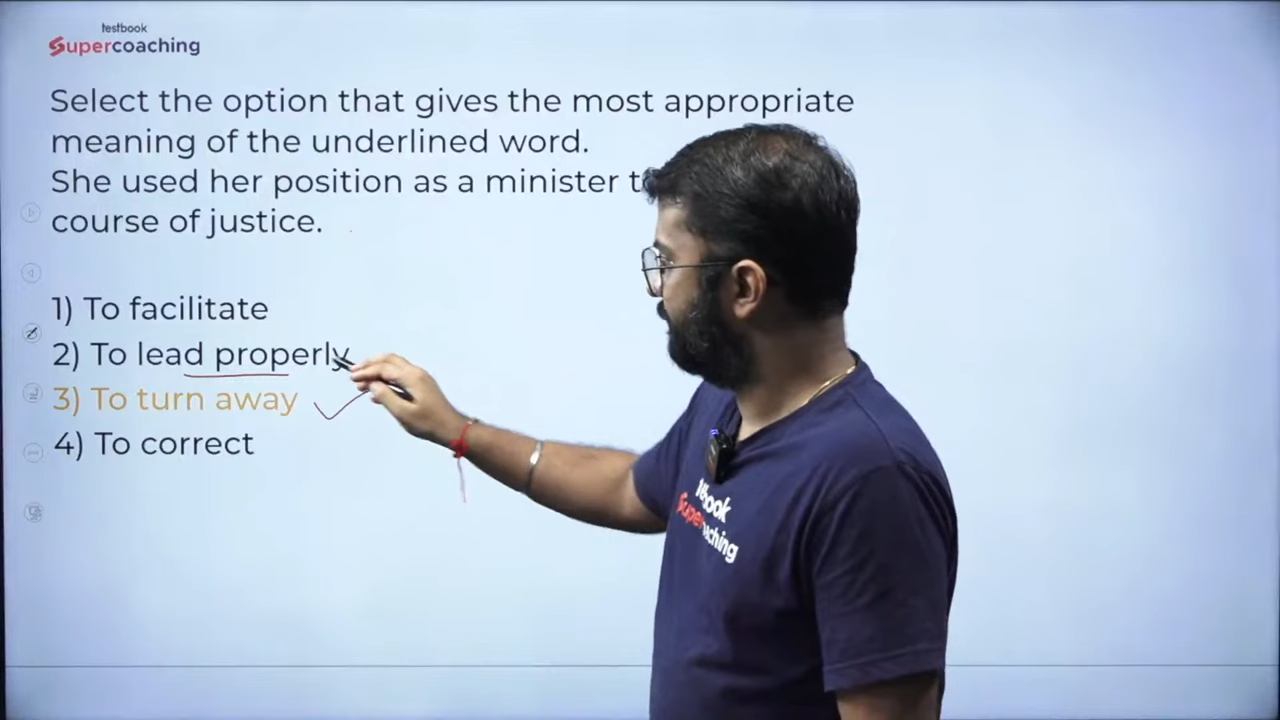 testbook
Supercoaching
Select the option that gives the most appropriate
meaning of the underlined word.
She used her position as a minister
course of justice.
1) To facilitate
2) To lead properly
3) To turn away
4) To correct
Super